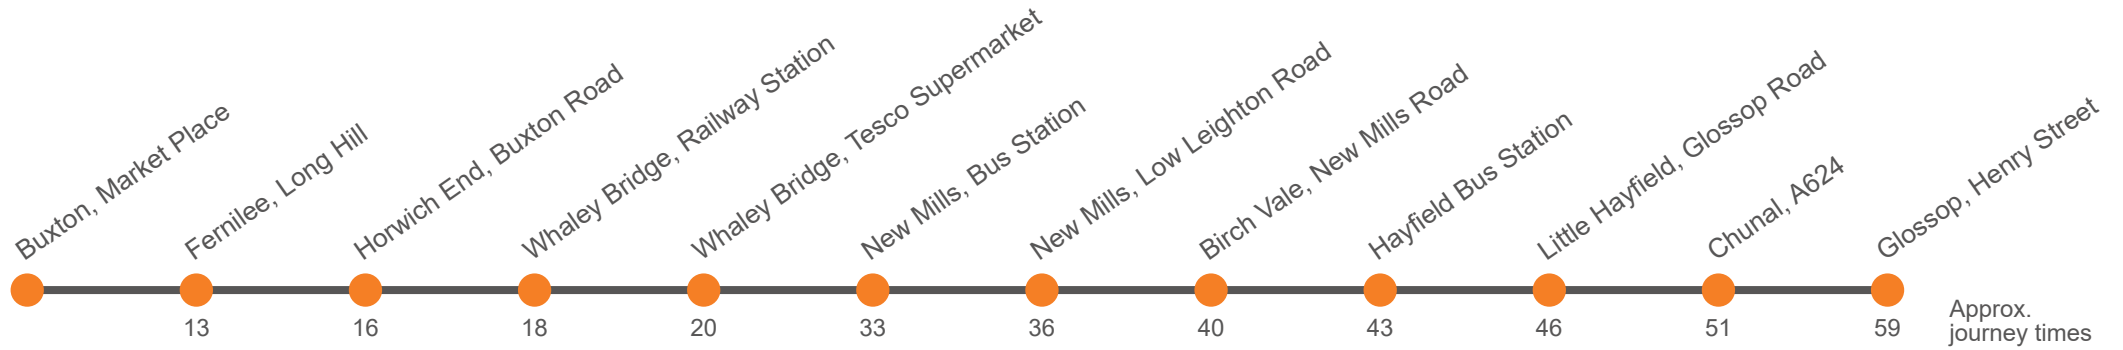 Buxton, Market Place
Fernilee, Long Hill
Horwich End, Buxton Road
Whaley Bridge, Railway Station
Whaley Bridge, Tesco Supermarket
New Mills, Bus Station
New Mills, Low Leighton Road
Birch Vale, New Mills Road
Hayfield Bus Station
Little Hayfield, Glossop Road
Chunal, A624
Glossop, Henry Street
13 16 18 20 33 36 40 43 46 51 59
Approx.
journey times